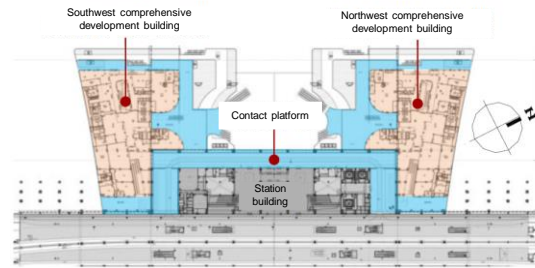 Southwest comprehensive
development building
Northwest comprehensive
development building
Contact platform
Station
building